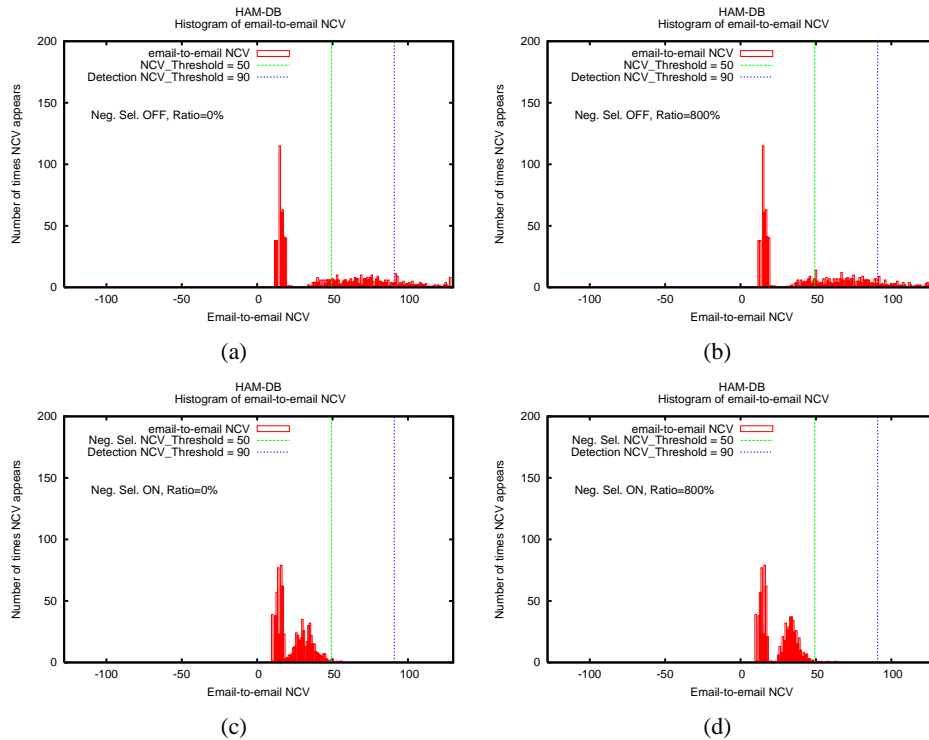 HAM-DB
Histogram of email-to-email NCV
200
150
100
50
0
Number of times NCV appears
email-to-email NCV
NCV_Threshold = 50
Detection NCV_Threshold = 90
Neg. Sel. OFF, Ratio=0%
-100 -50 0 50 100
Email-to-email NCV
(a)
HAM-DB
Histogram of email-to-email NCV
200
150
100
50
0
Number of times NCV appears
email-to-email NCV
NCV_Threshold = 50
Detection NCV_Threshold = 90
Neg. Sel. OFF, Ratio=800%
-100 -50 0 50 100
Email-to-email NCV
(b)
HAM-DB
Histogram of email-to-email NCV
200
150
100
50
0
Number of times NCV appears
email-to-email NCV
Neg. Sel. NCV_Threshold = 50
Detection NCV_Threshold = 90
Neg. Sel. ON, Ratio=0%
-100 -50 0 50 100
Email-to-email NCV
(c)
HAM-DB
Histogram of email-to-email NCV
200
150
100
50
0
Number of times NCV appears
email-to-email NCV
Neg. Sel. NCV_Threshold = 50
Detection NCV_Threshold = 90
Neg. Sel. ON, Ratio=800%
-100 -50 0 50 100
Email-to-email NCV
(d)